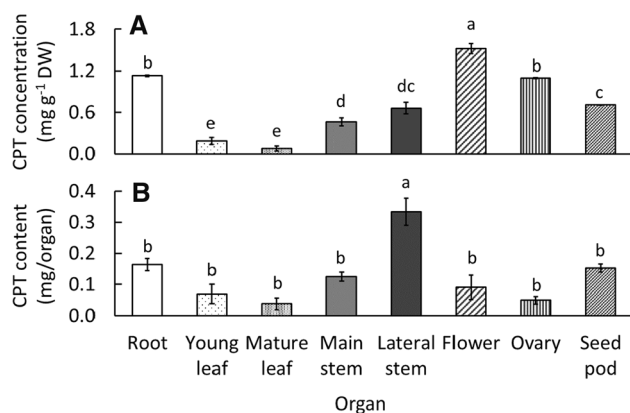 A
CPT concentration
(mg g⁻¹ DW)
1.8
1.2
0.6
0.0
b
e
e
d
dc
a
b
c
B
CPT content
(mg/organ)
0.4
0.3
0.2
0.1
0.0
b
b
b
b
a
b
b
b
Root Young Mature Main Lateral Flower Ovary Seed
leaf leaf stem stem pod
Organ